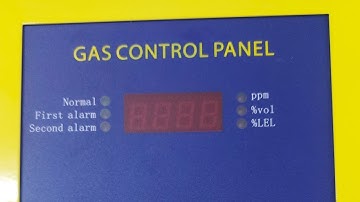 GAS CONTROL PANEL
Normal
First alarm
Second alarm
ppm
%vol
%LEL